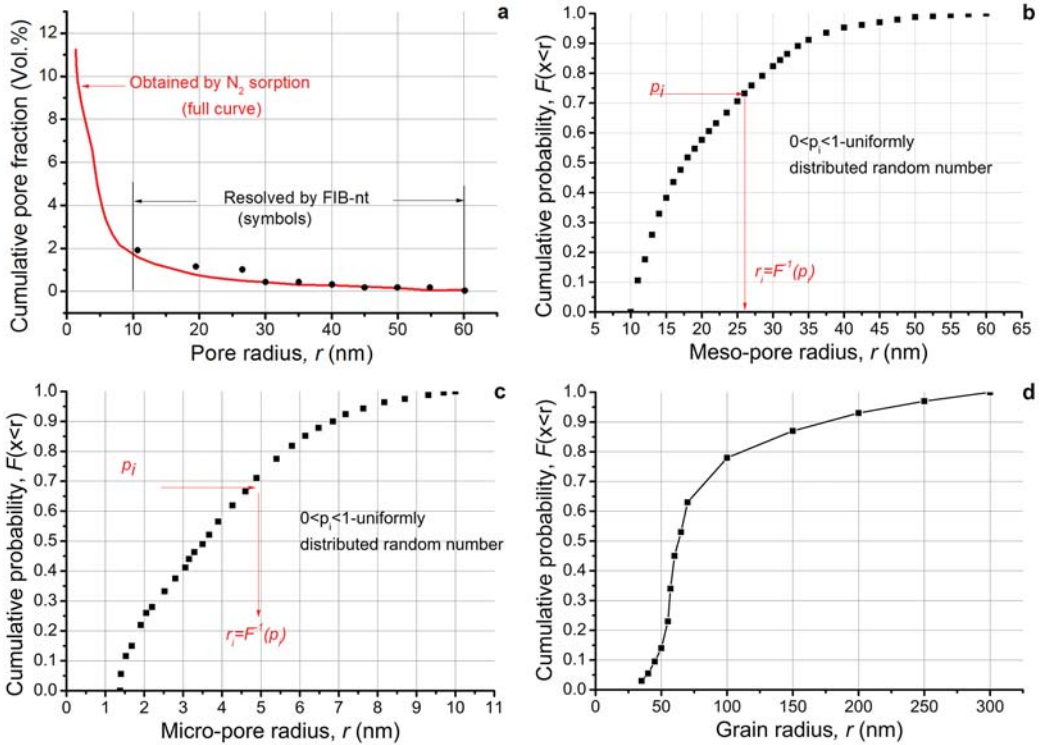 a
Cumulative pore fraction (Vol.%)
12
10
8
6
4
2
0
Obtained by N2 sorption
(full curve)
Resolved by FIB-nt
(symbols)
0 10 20 30 40 50 60
Pore radius, r (nm)
b
Cumulative probability, F(x<r)
1.0
0.9
0.8
0.7
0.6
0.5
0.4
0.3
0.2
0.1
0.0
pi
0<pi<1-uniformly
distributed random number
ri=F-1(pi)
5 10 15 20 25 30 35 40 45 50 55 60 65
Meso-pore radius, r (nm)
c
Cumulative probability, F(x<r)
1.0
0.9
0.8
0.7
0.6
0.5
0.4
0.3
0.2
0.1
0.0
pi
0<pi<1-uniformly
distributed random number
ri=F-1(pi)
0 1 2 3 4 5 6 7 8 9 10 11
Micro-pore radius, r (nm)
d
Cumulative probability, F(x<r)
1.0
0.9
0.8
0.7
0.6
0.5
0.4
0.3
0.2
0.1
0.0
50 100 150 200 250 300
Grain radius, r (nm)